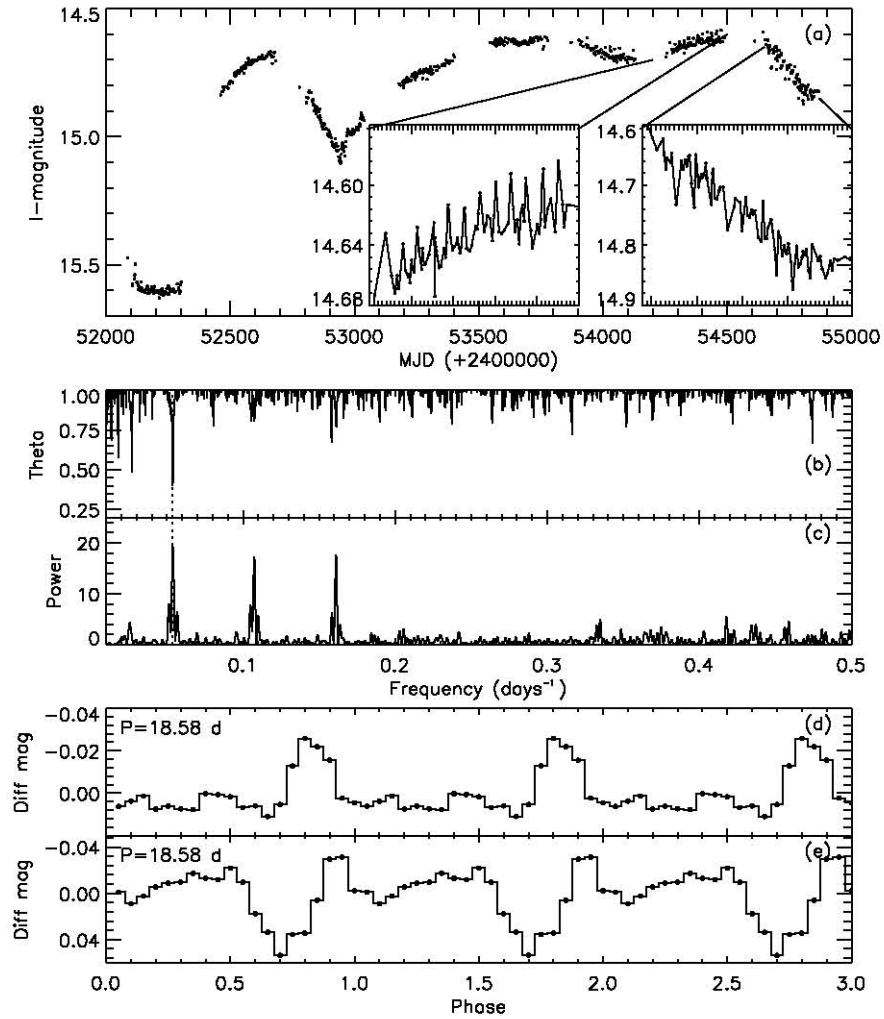 14.5
(a)
15.0
I-magnitude
15.5
14.60
14.64
14.68
14.6
14.7
14.8
14.9
52000 52500 53000 53500 54000 54500 55000
MJD (+2400000)
1.00
0.75
Theta
0.50
(b)
0.25
(c)
20
Power
10
0
0.1 0.2 0.3 0.4 0.5
Frequency (days⁻¹)
-0.04
P=18.58 d (d)
-0.02
Diff mag
0.00
P=18.58 d (e)
-0.04
Diff mag
0.00
0.04
0.0 0.5 1.0 1.5 2.0 2.5 3.0
Phase